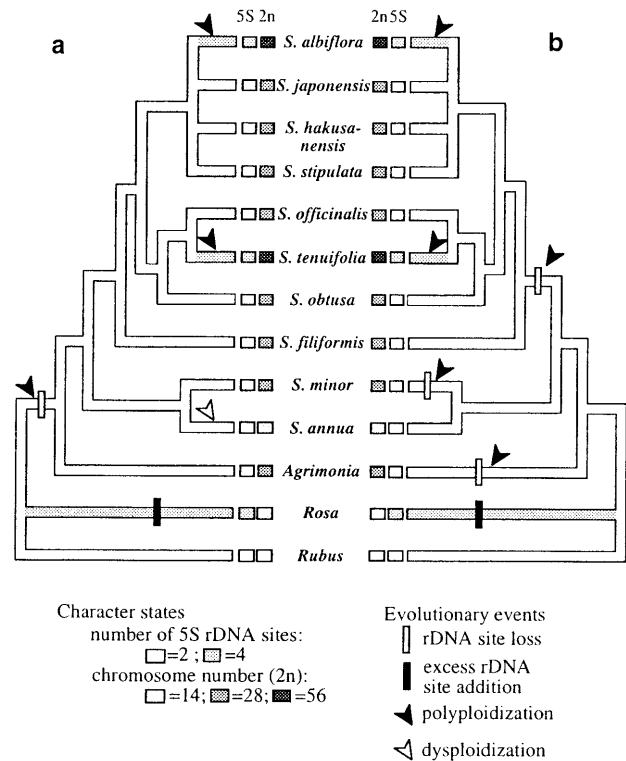 a
5S 2n
2n 5S
b
S. albiflora
S. japonensis
S. hakusa-
nensis
S. stipulata
S. officinalis
S. tenuifolia
S. obtusa
S. filiformis
S. minor
S. annua
Agrimonia
Rosa
Rubus
Character states
number of 5S rDNA sites:
=2 ; =4
chromosome number (2n):
=14; =28; =56
Evolutionary events
rDNA site loss
excess rDNA
site addition
polyploidization
dysploidization